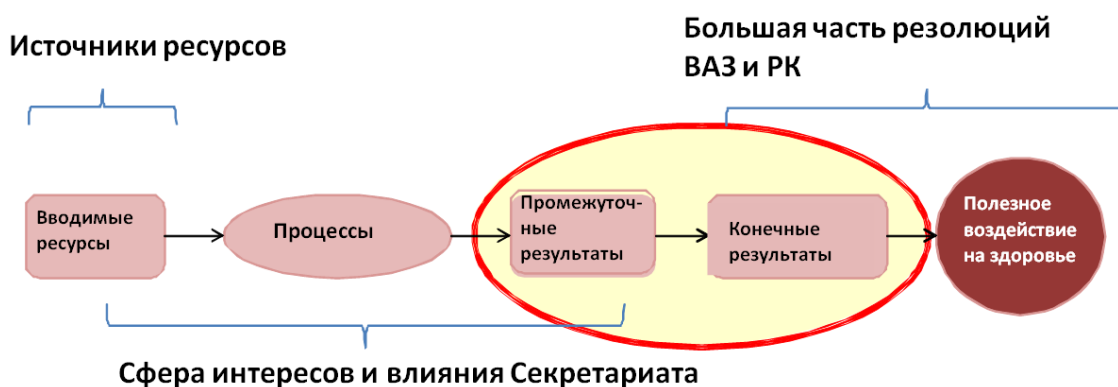 Источники ресурсов
Большая часть резолюций
ВАЗ и РК
Вводимые
ресурсы
Процессы
Промежуточ-
ные
результаты
Конечные
результаты
Полезное
воздействие
на здоровье
Сфера интересов и влияния Секретариата